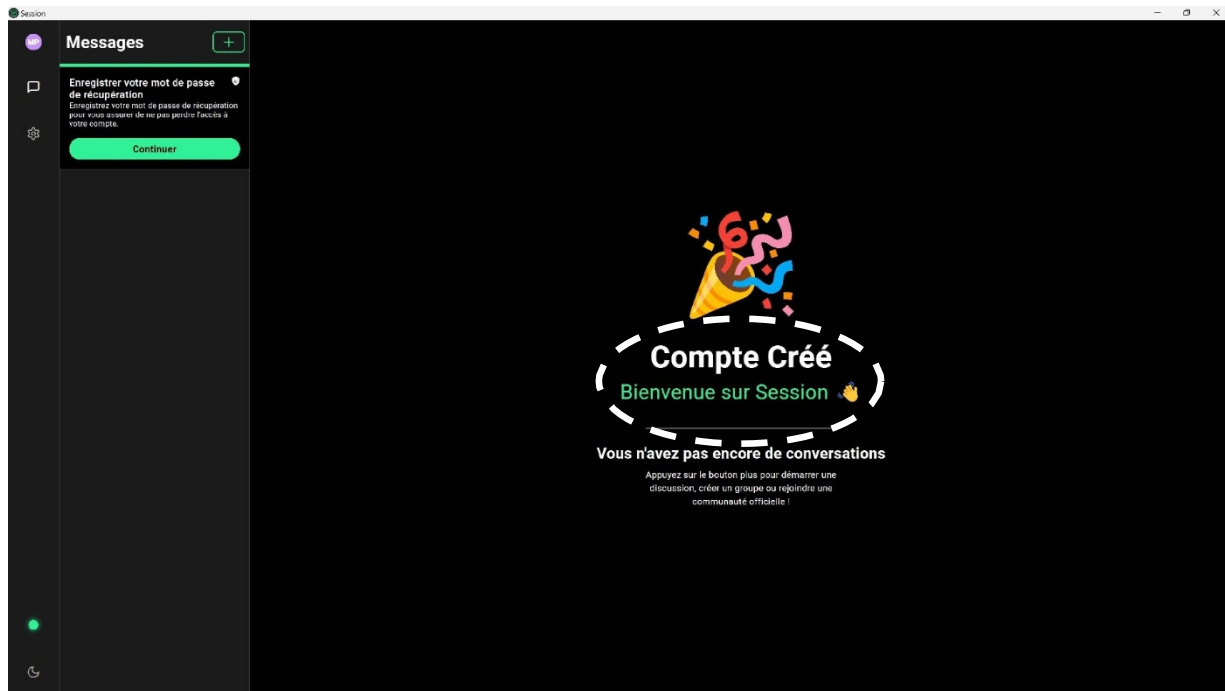 Session
MP
Messages
Enregistrer votre mot de passe
de récupération
Enregistrez votre mot de passe de récupération
pour vous assurer de ne pas perdre l'accès à
votre compte.
Continuer
Compte Créé
Bienvenue sur Session 👋
Vous n'avez pas encore de conversations
Appuyez sur le bouton plus pour démarrer une
discussion, créer un groupe ou rejoindre une
communauté officielle !